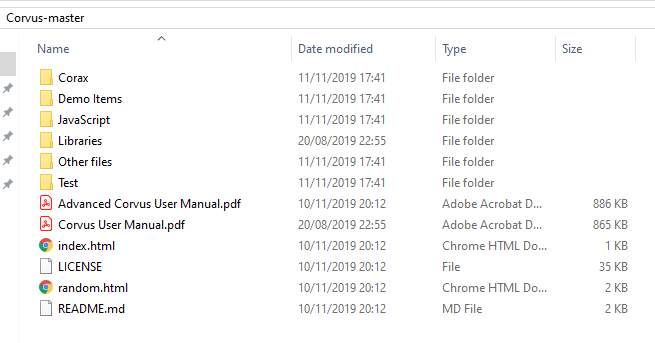 Corvus-master
Name Date modified Type Size
Corax 11/11/2019 17:41 File folder
Demo Items 11/11/2019 17:41 File folder
JavaScript 11/11/2019 17:41 File folder
Libraries 20/08/2019 22:55 File folder
Other files 11/11/2019 17:41 File folder
Test 11/11/2019 17:41 File folder
Advanced Corvus User Manual.pdf 10/11/2019 20:12 Adobe Acrobat D... 886 KB
Corvus User Manual.pdf 20/08/2019 22:55 Adobe Acrobat D... 865 KB
index.html 10/11/2019 20:12 Chrome HTML Do... 1 KB
LICENSE 10/11/2019 20:12 File 35 KB
random.html 10/11/2019 20:12 Chrome HTML Do... 2 KB
README.md 10/11/2019 20:12 MD File 2 KB